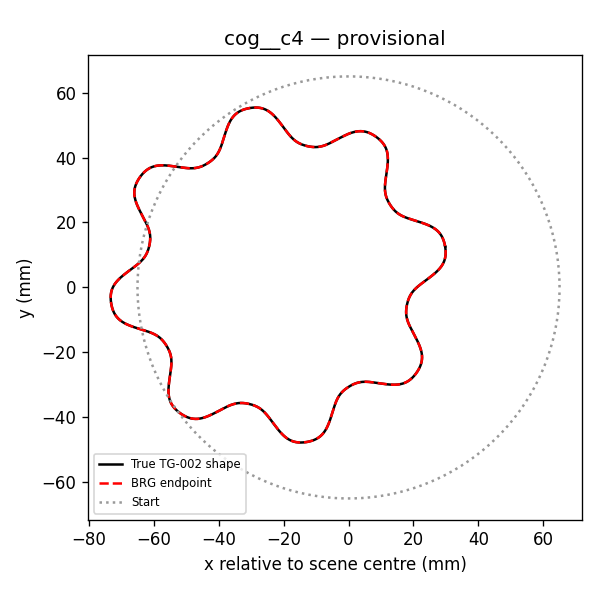 cog__c4 — provisional
60
40
20
0
−20
−40
−60
y (mm)
True TG-002 shape
BRG endpoint
Start
−80 −60 −40 −20 0 20 40 60
x relative to scene centre (mm)